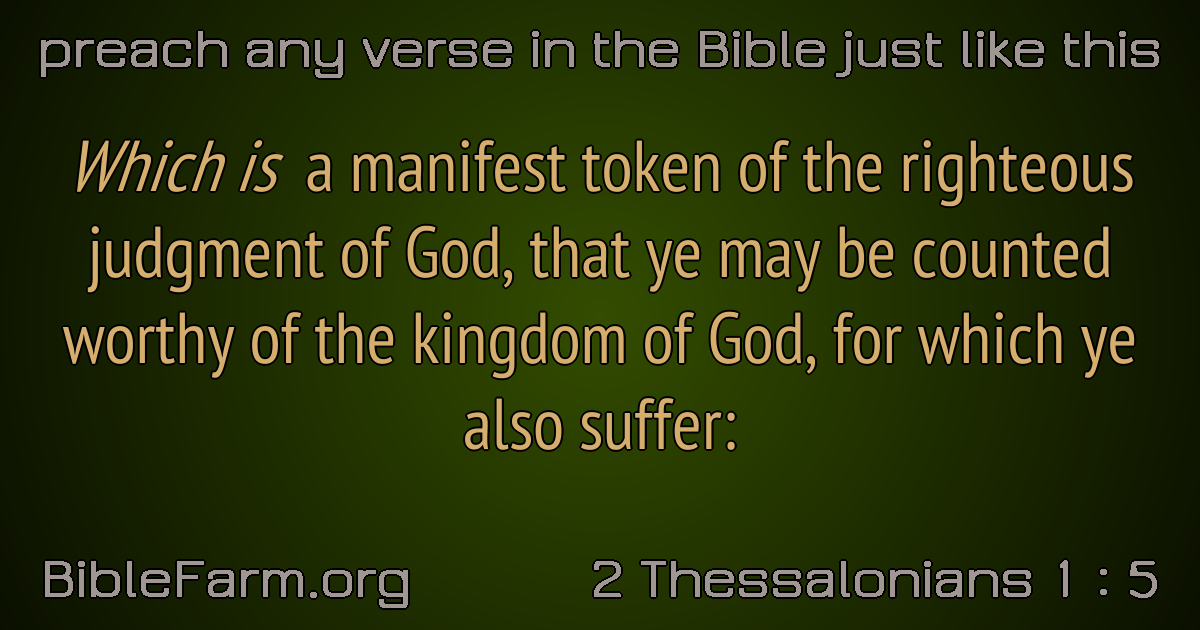 preach any verse in the Bible just like this
Which is a manifest token of the righteous
judgment of God, that ye may be counted
worthy of the kingdom of God, for which ye
also suffer:
BibleFarm.org
2 Thessalonians 1 : 5